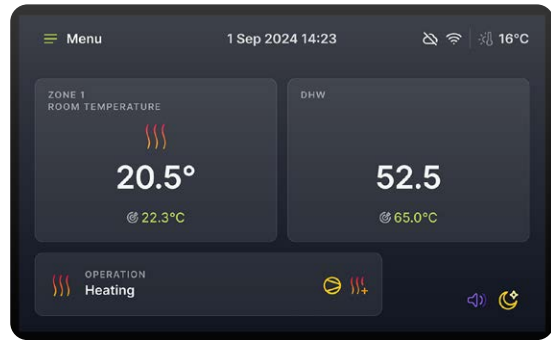 Menu
1 Sep 2024 14:23
16°C
ZONE 1
ROOM TEMPERATURE
20.5°
22.3°C
DHW
52.5
65.0°C
OPERATION
Heating